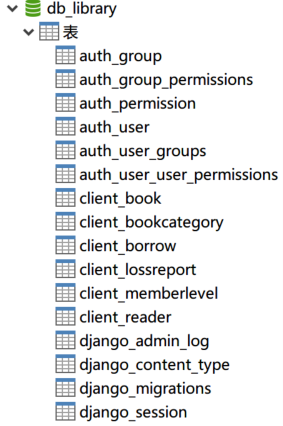 db_library
表
auth_group
auth_group_permissions
auth_permission
auth_user
auth_user_groups
auth_user_user_permissions
client_book
client_bookcategory
client_borrow
client_lossreport
client_memberlevel
client_reader
django_admin_log
django_content_type
django_migrations
django_session